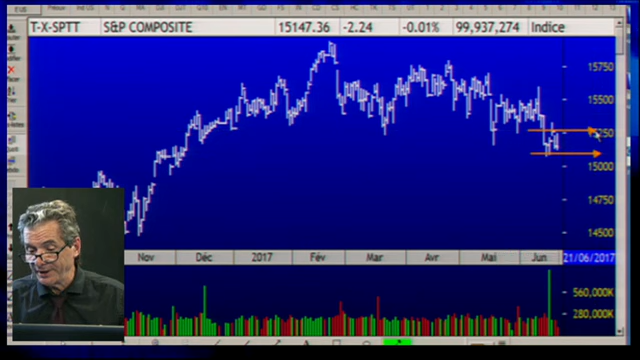 T-X-SPTT S&P COMPOSITE 15147.36 -2.24 -0.01% 99,937,274 Indice
15750
15500
15250
15000
14750
14500
Nov Déc 2017 Fév Mar Avr Mai Jun 21/06/2017
560,000K
280,000K